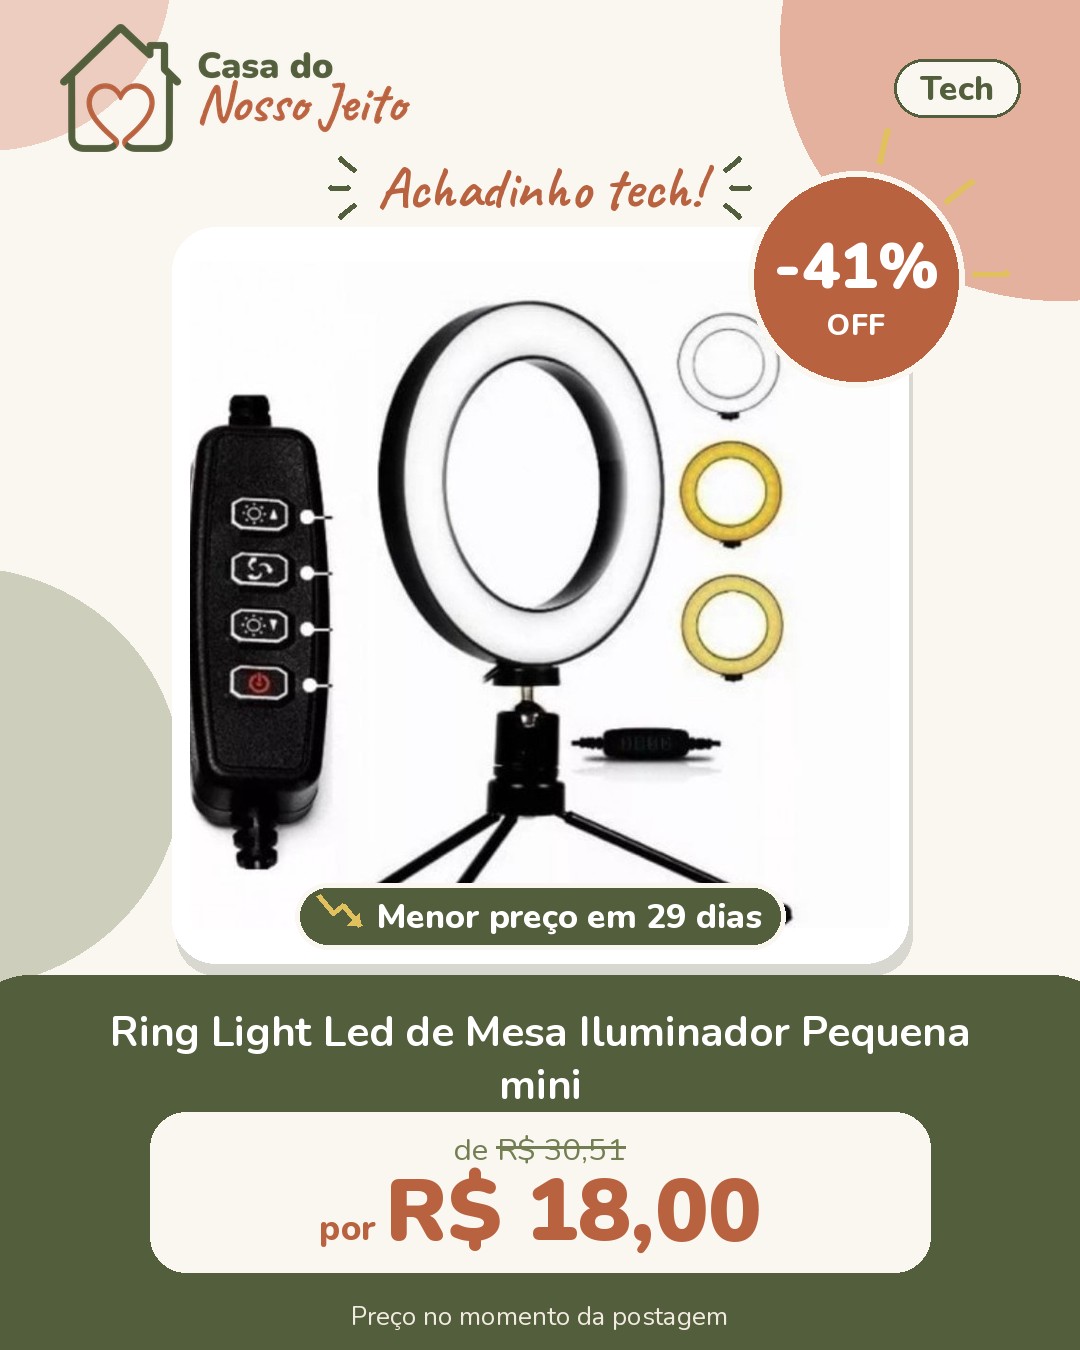 Casa do
Nosso Jeito
Tech
Achadinho tech!
-41%
OFF
Menor preço em 29 dias
Ring Light Led de Mesa Iluminador Pequena
mini
de R$ 30,51
por R$ 18,00
Preço no momento da postagem